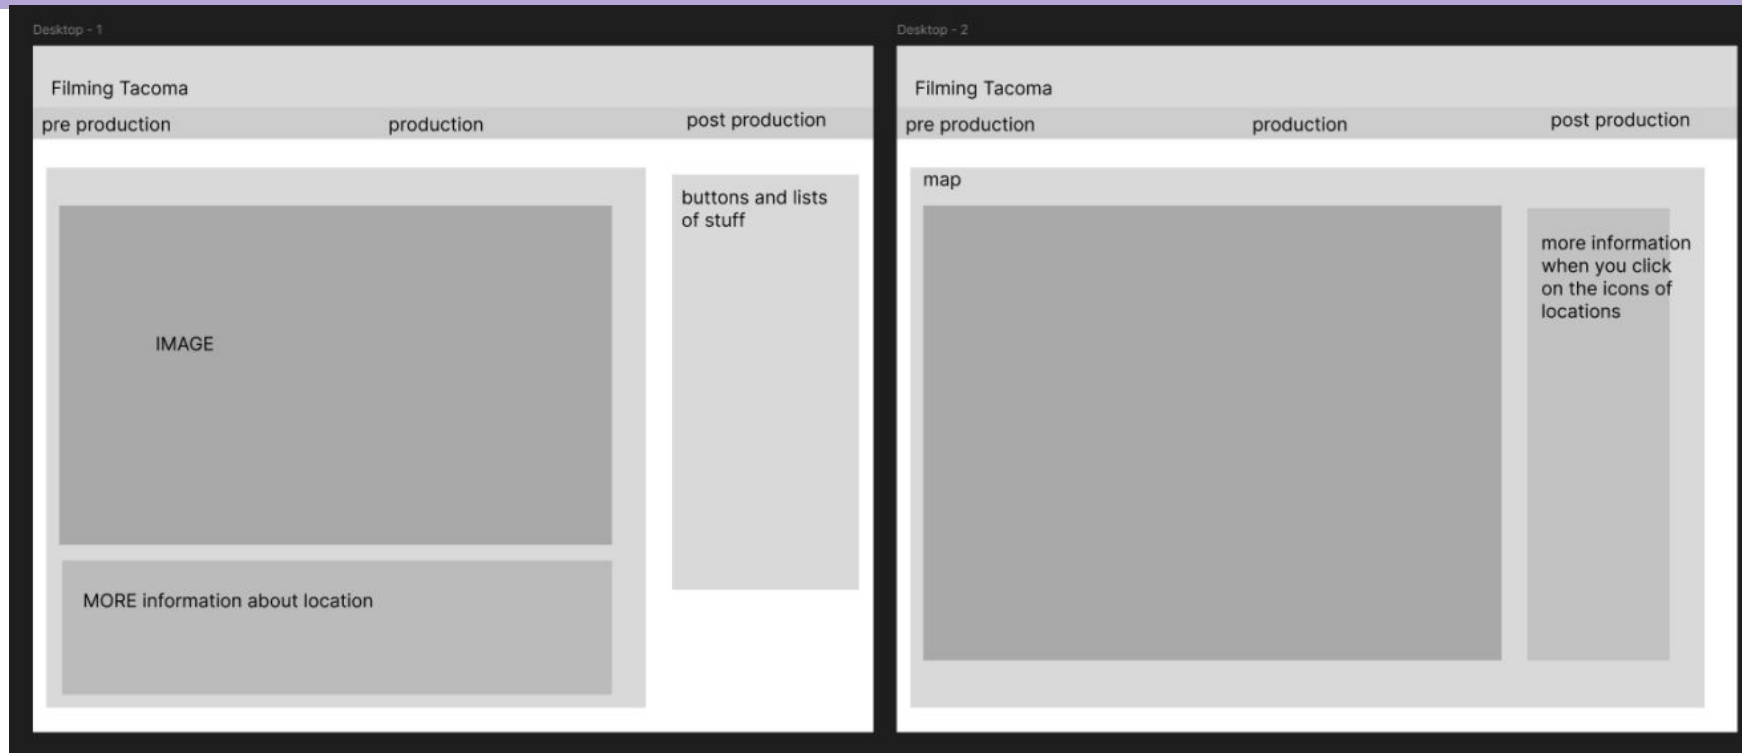 Desktop - 1
Filming Tacoma
pre production
production
post production
IMAGE
MORE information about location
buttons and lists
of stuff
Desktop - 2
Filming Tacoma
pre production
production
post production
map
more information
when you click
on the icons of
locations